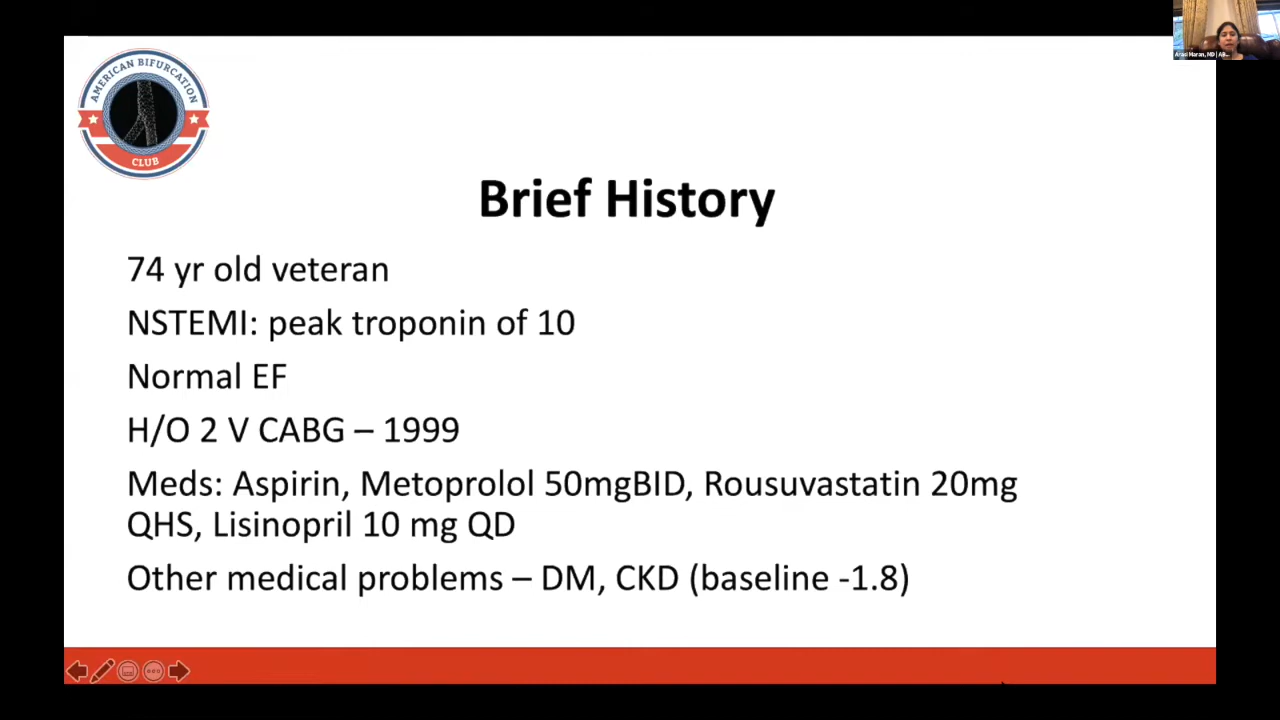 AMERICAN BIFURCATION
CLUB
Brief History
74 yr old veteran
NSTEMI: peak troponin of 10
Normal EF
H/O 2 V CABG – 1999
Meds: Aspirin, Metoprolol 50mgBID, Rousuvastatin 20mg
QHS, Lisinopril 10 mg QD
Other medical problems – DM, CKD (baseline -1.8)